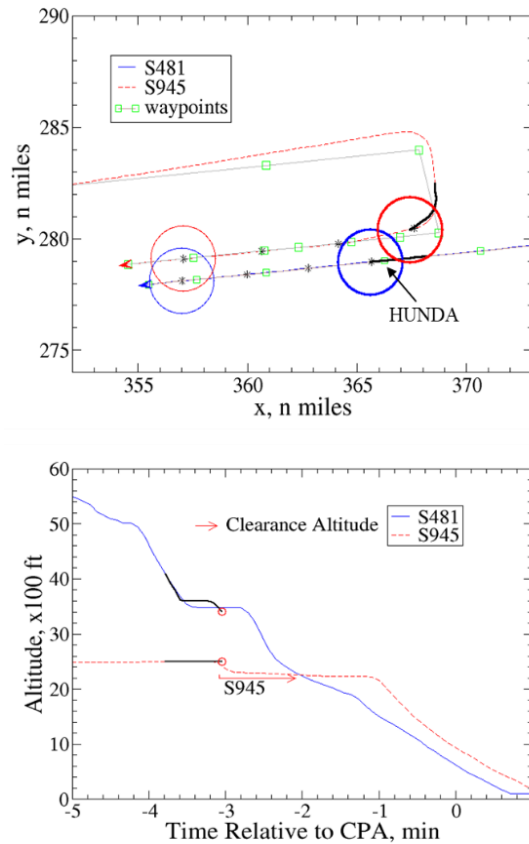 290
285
280
274
355
360
365
370
y, n miles
x, n miles
S481
S945
waypoints
HUNDA
60
50
40
30
20
10
0
-5
-4
-3
-2
-1
0
Altitude, x100 ft
Time Relative to CPA, min
Clearance Altitude
S481
S945
S945